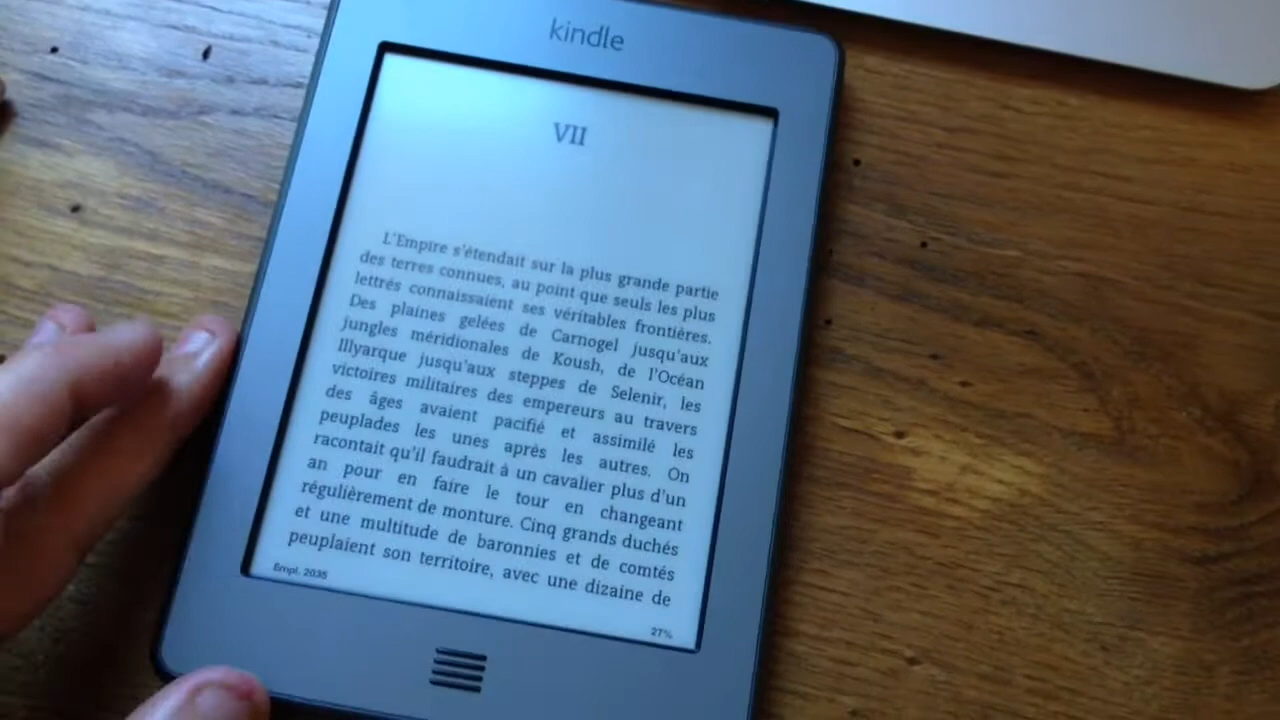 kindle
VII
L'Empire s'étendait sur la plus grande partie
des terres connues, au point que seuls les plus
lettrés connaissaient ses véritables frontières.
Des plaines gelées de Carnogel jusqu'aux
jungles méridionales de Koush, de l'Océan
Illyarque jusqu'aux steppes de Selenir, les
victoires militaires des empereurs au travers
des âges avaient pacifié et assimilé les
peuplades les unes après les autres. On
racontait qu'il faudrait à un cavalier plus d'un
an pour en faire le tour en changeant
régulièrement de monture. Cinq grands duchés
et une multitude de baronnies et de comtés
peuplaient son territoire, avec une dizaine de
Empl. 2035
27%